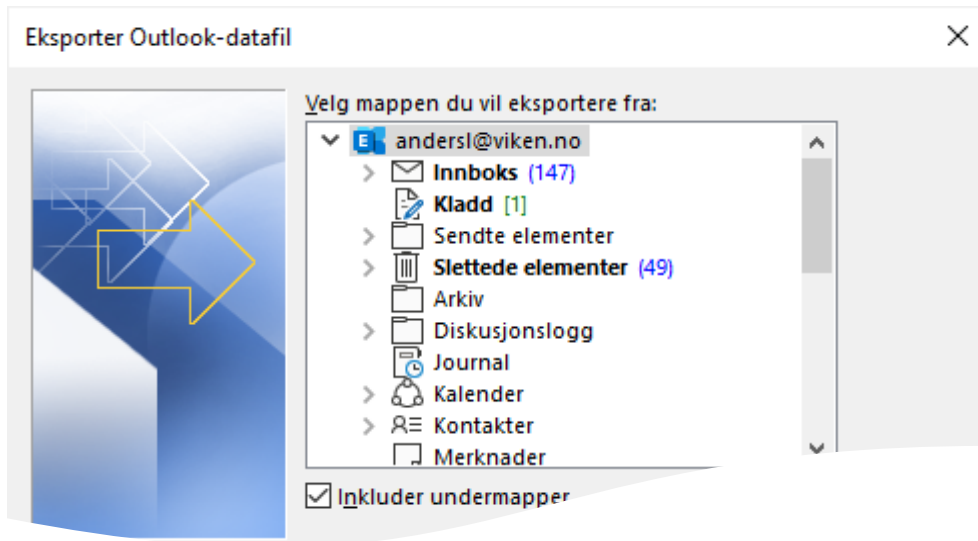 Eksporter Outlook-datafil
Velg mappen du vil eksportere fra:
E andersl@viken.no
Innboks (147)
Kladd [1]
Sendte elementer
Slettede elementer (49)
Arkiv
Diskusjonslogg
Journal
Kalender
Kontakter
Merknader
Inkluder undermapper